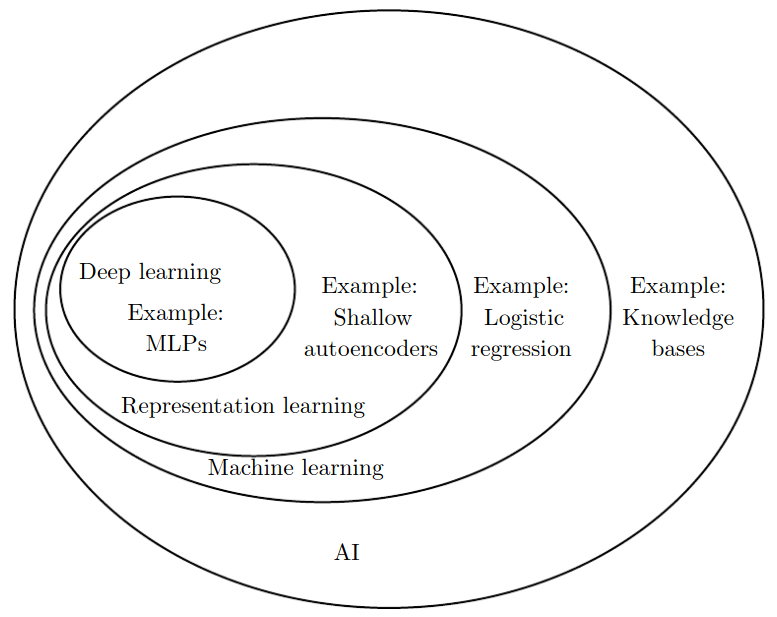 Deep learning
Example:
MLPs
Example:
Shallow
autoencoders
Example:
Logistic
regression
Example:
Knowledge
bases
Representation learning
Machine learning
AI